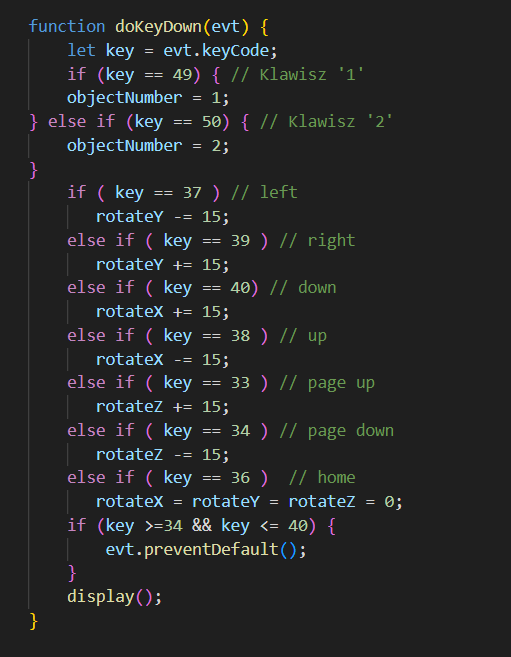 function doKeyDown(evt) {
    let key = evt.keyCode;
    if (key == 49) { // Klawisz '1'
    objectNumber = 1;
} else if (key == 50) { // Klawisz '2'
    objectNumber = 2;
}
    if ( key == 37 ) // left
       rotateY -= 15;
    else if ( key == 39 ) // right
       rotateY += 15;
    else if ( key == 40) // down
       rotateX += 15;
    else if ( key == 38 ) // up
       rotateX -= 15;
    else if ( key == 33 ) // page up
       rotateZ += 15;
    else if ( key == 34 ) // page down
       rotateZ -= 15;
    else if ( key == 36 )  // home
       rotateX = rotateY = rotateZ = 0;
    if (key >=34 && key <= 40) {
        evt.preventDefault();
    }
    display();
}